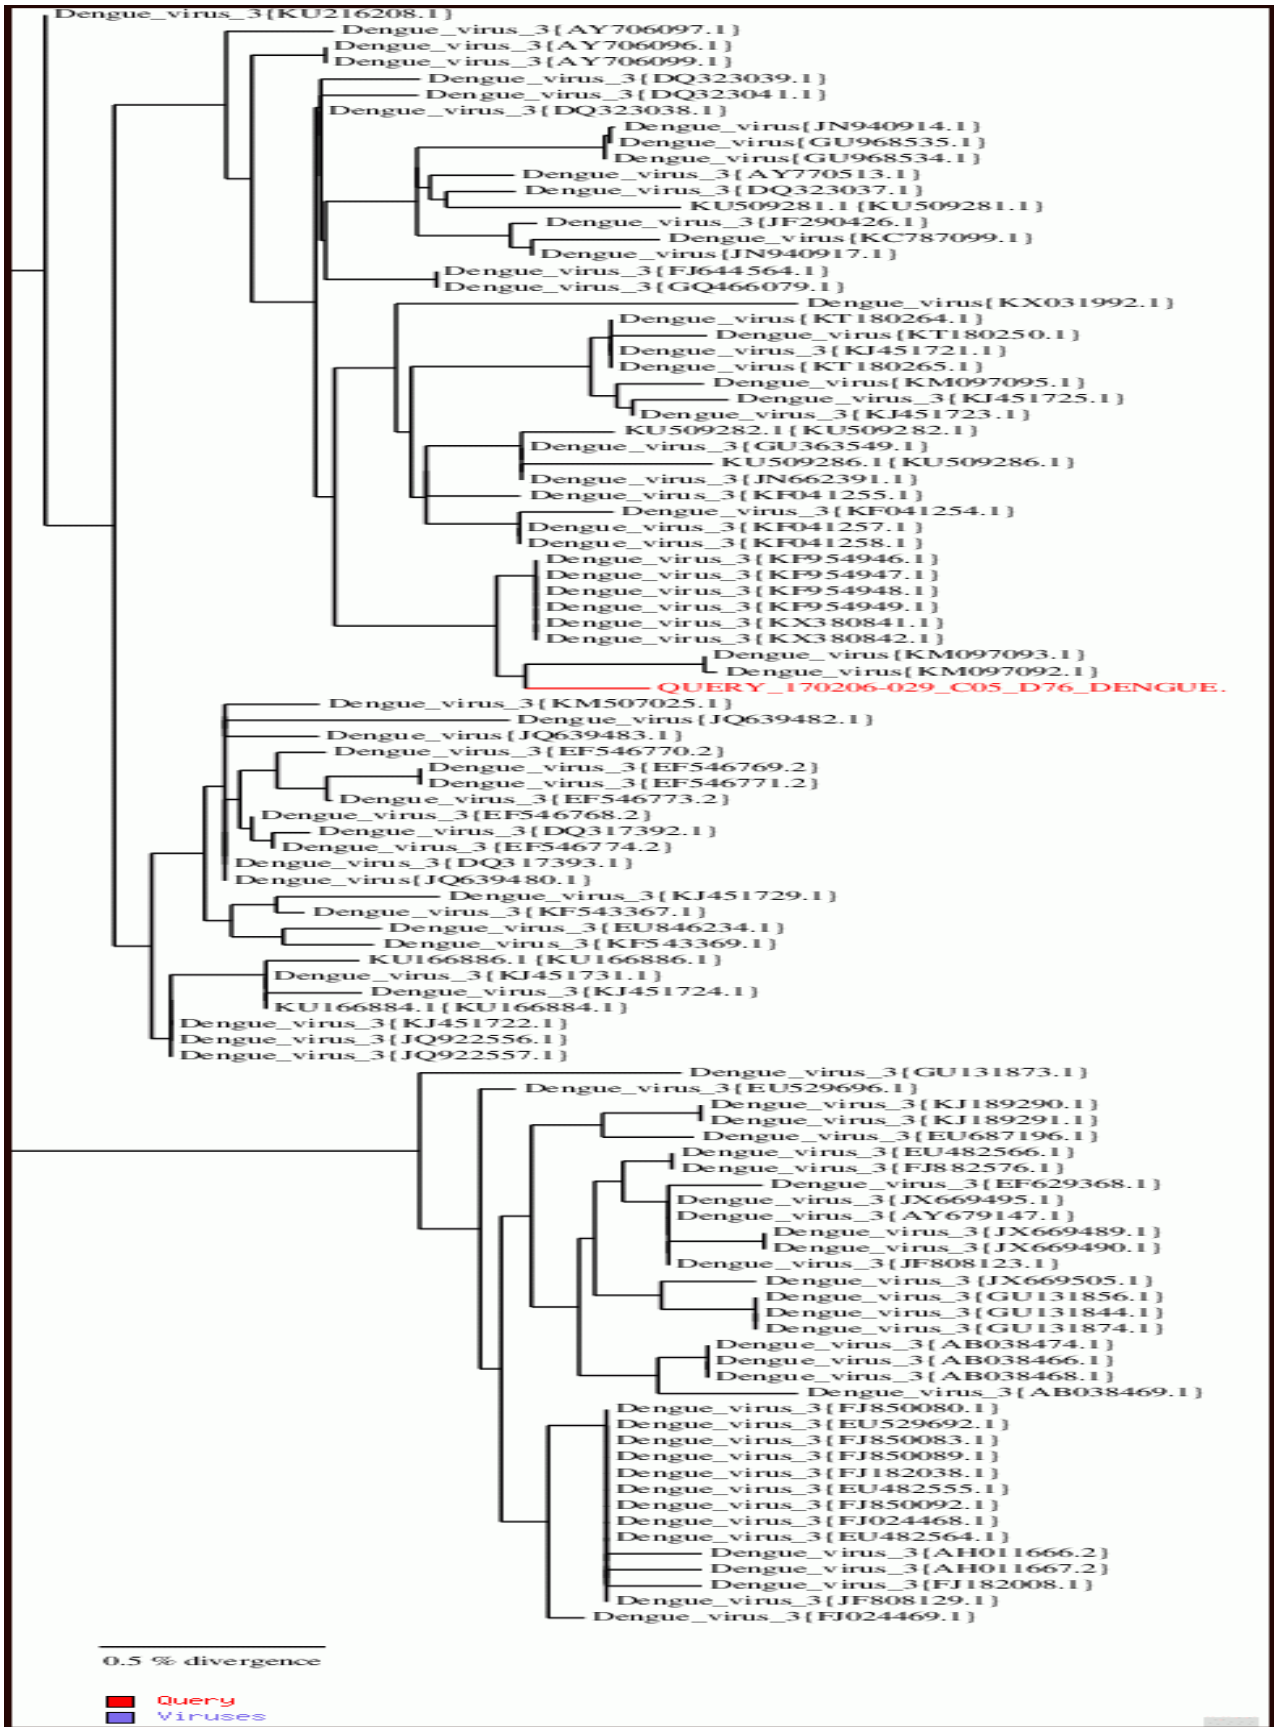 Dengue_virus_3{KU216208.1}
Dengue_virus_3{AY706097.1}
Dengue_virus_3{AY706096.1}
Dengue_virus_3{AY706099.1}
Dengue_virus_3{DQ323039.1}
Dengue_virus_3{DQ323041.1}
Dengue_virus_3{DQ323038.1}
Dengue_virus{JN940914.1}
Dengue_virus{GU968535.1}
Dengue_virus{GU968534.1}
Dengue_virus_3{AY770513.1}
Dengue_virus_3{DQ323037.1}
KU509281.1{KU509281.1}
Dengue_virus_3{JF290426.1}
Dengue_virus{KC787099.1}
Dengue_virus{JN940917.1}
Dengue_virus_3{FJ644564.1}
Dengue_virus_3{GQ466079.1}
Dengue_virus{KX031992.1}
Dengue_virus{KT180264.1}
Dengue_virus{KT180250.1}
Dengue_virus_3{KJ451721.1}
Dengue_virus{KT180265.1}
Dengue_virus{KM097095.1}
Dengue_virus_3{KJ451725.1}
Dengue_virus_3{KJ451723.1}
KU509282.1{KU509282.1}
Dengue_virus_3{GU363549.1}
KU509286.1{KU509286.1}
Dengue_virus_3{JN662391.1}
Dengue_virus_3{KF041255.1}
Dengue_virus_3{KF041254.1}
Dengue_virus_3{KF041257.1}
Dengue_virus_3{KF041258.1}
Dengue_virus_3{KF954946.1}
Dengue_virus_3{KF954947.1}
Dengue_virus_3{KF954948.1}
Dengue_virus_3{KF954949.1}
Dengue_virus_3{KX380841.1}
Dengue_virus_3{KX380842.1}
Dengue_virus{KM097093.1}
Dengue_virus{KM097092.1}
QUERY_170206-029_C05_D76_DENGUE.
Dengue_virus_3{KM507025.1}
Dengue_virus{JQ639482.1}
Dengue_virus{JQ639483.1}
Dengue_virus_3{EF546770.2}
Dengue_virus_3{EF546769.2}
Dengue_virus_3{EF546771.2}
Dengue_virus_3{EF546773.2}
Dengue_virus_3{EF546768.2}
Dengue_virus_3{DQ317392.1}
Dengue_virus_3{EF546774.2}
Dengue_virus_3{DQ317393.1}
Dengue_virus{JQ639480.1}
Dengue_virus_3{KJ451729.1}
Dengue_virus_3{KF543367.1}
Dengue_virus_3{EU846234.1}
Dengue_virus_3{KF543369.1}
KU166886.1{KU166886.1}
Dengue_virus_3{KJ451731.1}
Dengue_virus_3{KJ451724.1}
KU166884.1{KU166884.1}
Dengue_virus_3{KJ451722.1}
Dengue_virus_3{JQ922556.1}
Dengue_virus_3{JQ922557.1}
Dengue_virus_3{GU131873.1}
Dengue_virus_3{EU529696.1}
Dengue_virus_3{KJ189290.1}
Dengue_virus_3{KJ189291.1}
Dengue_virus_3{EU687196.1}
Dengue_virus_3{EU482566.1}
Dengue_virus_3{FJ882576.1}
Dengue_virus_3{EF629368.1}
Dengue_virus_3{JX669495.1}
Dengue_virus_3{AY679147.1}
Dengue_virus_3{JX669489.1}
Dengue_virus_3{JX669490.1}
Dengue_virus_3{JF808123.1}
Dengue_virus_3{JX669505.1}
Dengue_virus_3{GU131856.1}
Dengue_virus_3{GU131844.1}
Dengue_virus_3{GU131874.1}
Dengue_virus_3{AB038474.1}
Dengue_virus_3{AB038466.1}
Dengue_virus_3{AB038468.1}
Dengue_virus_3{AB038469.1}
Dengue_virus_3{FJ850080.1}
Dengue_virus_3{EU529692.1}
Dengue_virus_3{FJ850083.1}
Dengue_virus_3{FJ850089.1}
Dengue_virus_3{FJ182038.1}
Dengue_virus_3{EU482555.1}
Dengue_virus_3{FJ850092.1}
Dengue_virus_3{FJ024468.1}
Dengue_virus_3{EU482564.1}
Dengue_virus_3{AH011666.2}
Dengue_virus_3{AH011667.2}
Dengue_virus_3{FJ182008.1}
Dengue_virus_3{JF808129.1}
Dengue_virus_3{FJ024469.1}
0.5 % divergence
Query
Viruses